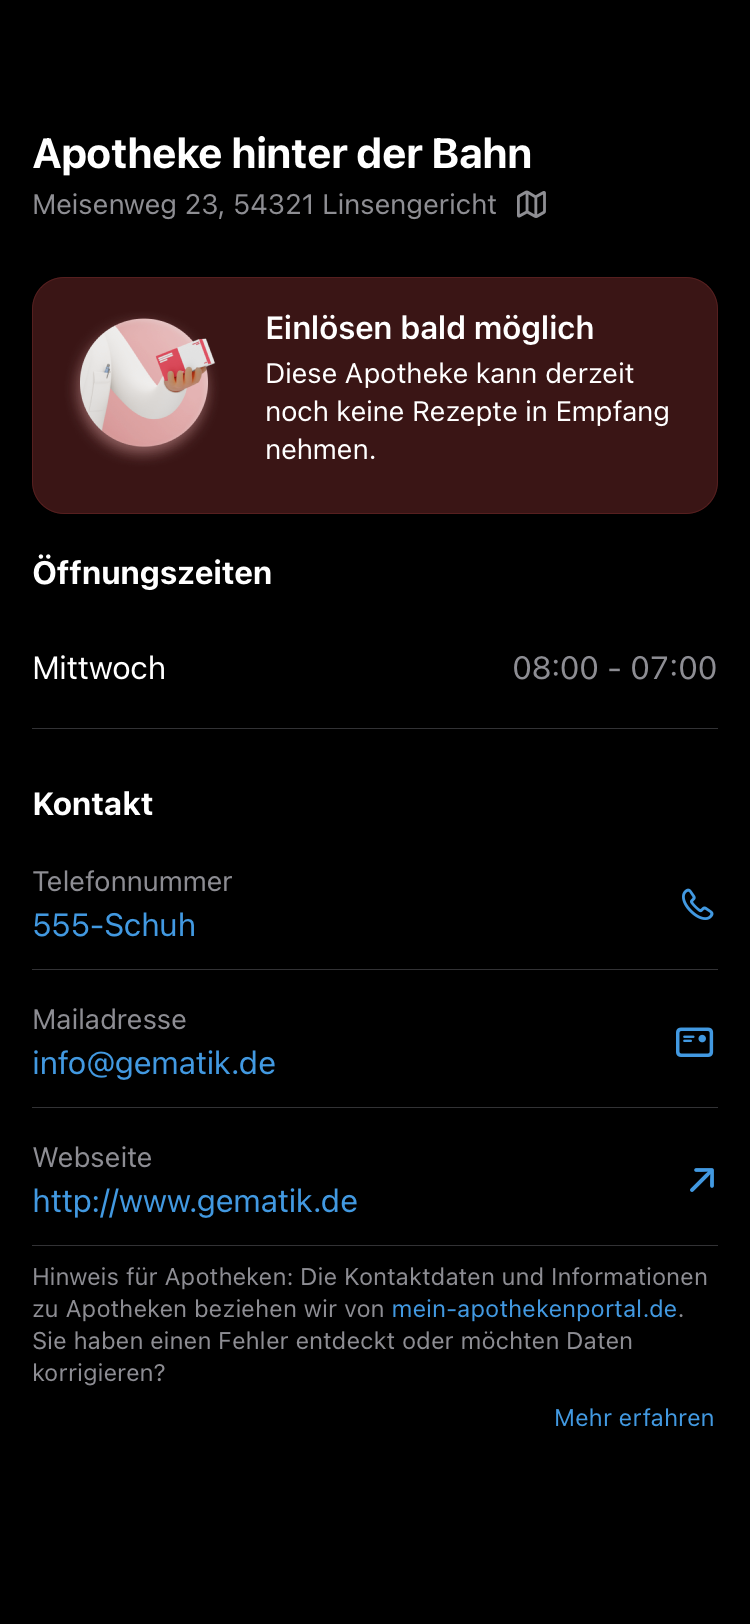 Apotheke hinter der Bahn
Meisenweg 23, 54321 Linsengericht
Einlösen bald möglich
Diese Apotheke kann derzeit
noch keine Rezepte in Empfang
nehmen.
Öffnungszeiten
Mittwoch 08:00 - 07:00
Kontakt
Telefonnummer
555-Schuh
Mailadresse
info@gematik.de
Webseite
http://www.gematik.de
Hinweis für Apotheken: Die Kontaktdaten und Informationen
zu Apotheken beziehen wir von mein-apothekenportal.de.
Sie haben einen Fehler entdeckt oder möchten Daten
korrigieren?
Mehr erfahren